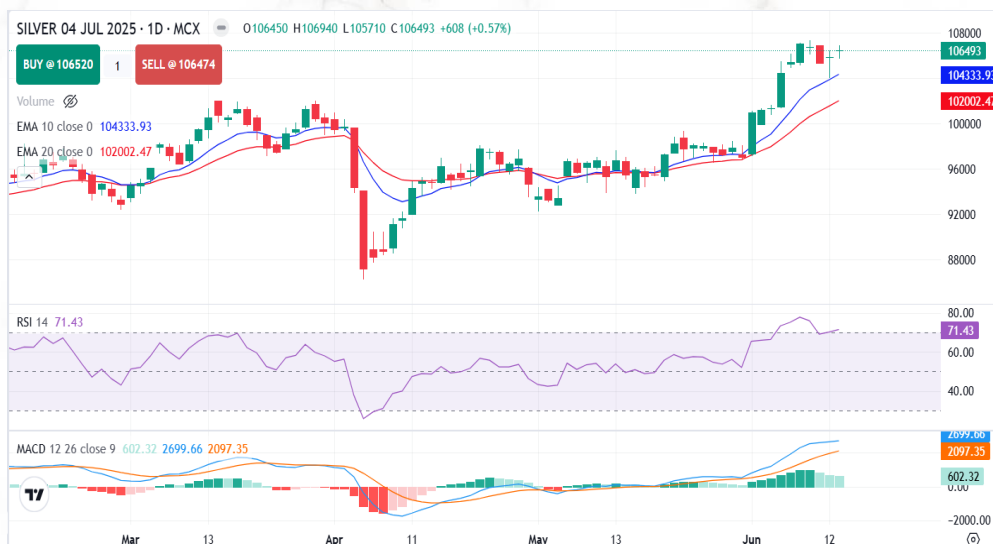 SILVER 04 JUL 2025 · 1D · MCX O106450 H106940 L105710 C106493 +608 (+0.57%)
BUY @ 106520 1 SELL @ 106474
Volume
EMA 10 close 0 104333.93
EMA 20 close 0 102002.47
108000
106493
104333.93
102002.47
100000
96000
92000
88000
RSI 14 71.43
80.00
71.43
60.00
40.00
MACD 12 26 close 9 602.32 2699.66 2097.35
2699.66
2097.35
602.32
0.00
−2000.00
Mar 13 Apr 11 May 13 Jun 12